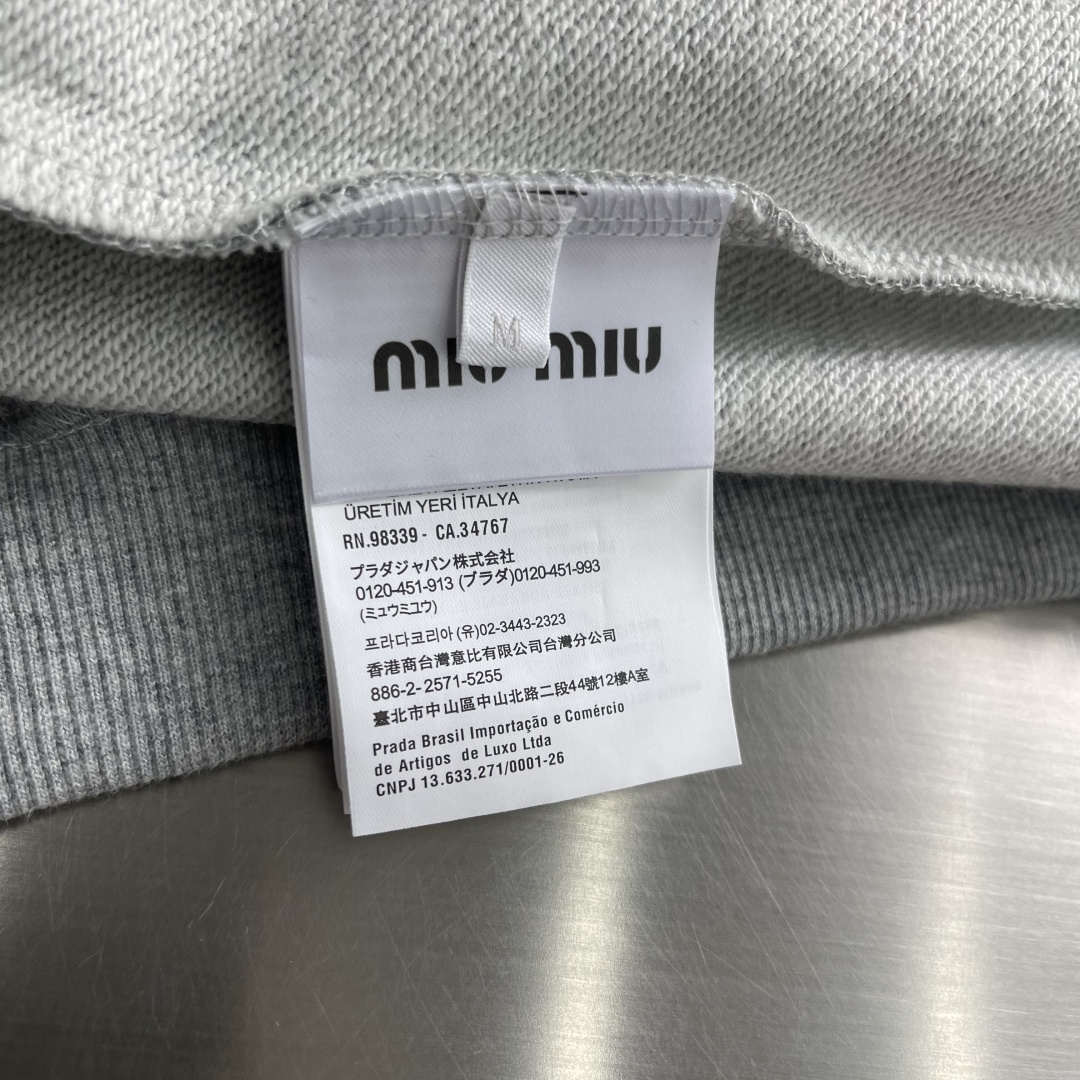 M
miu miu
ÜRETİM YERİ İTALYA
RN.98339 - CA.34767
プラダジャパン株式会社
0120-451-913 (プラダ)0120-451-993
(ミュウミュウ)
프라다코리아 (유)02-3443-2323
香港商台灣意比有限公司台灣分公司
886-2-2571-5255
臺北市中山區中山北路二段44號12樓A室
Prada Brasil Importação e Comércio
de Artigos de Luxo Ltda
CNPJ 13.633.271/0001-26